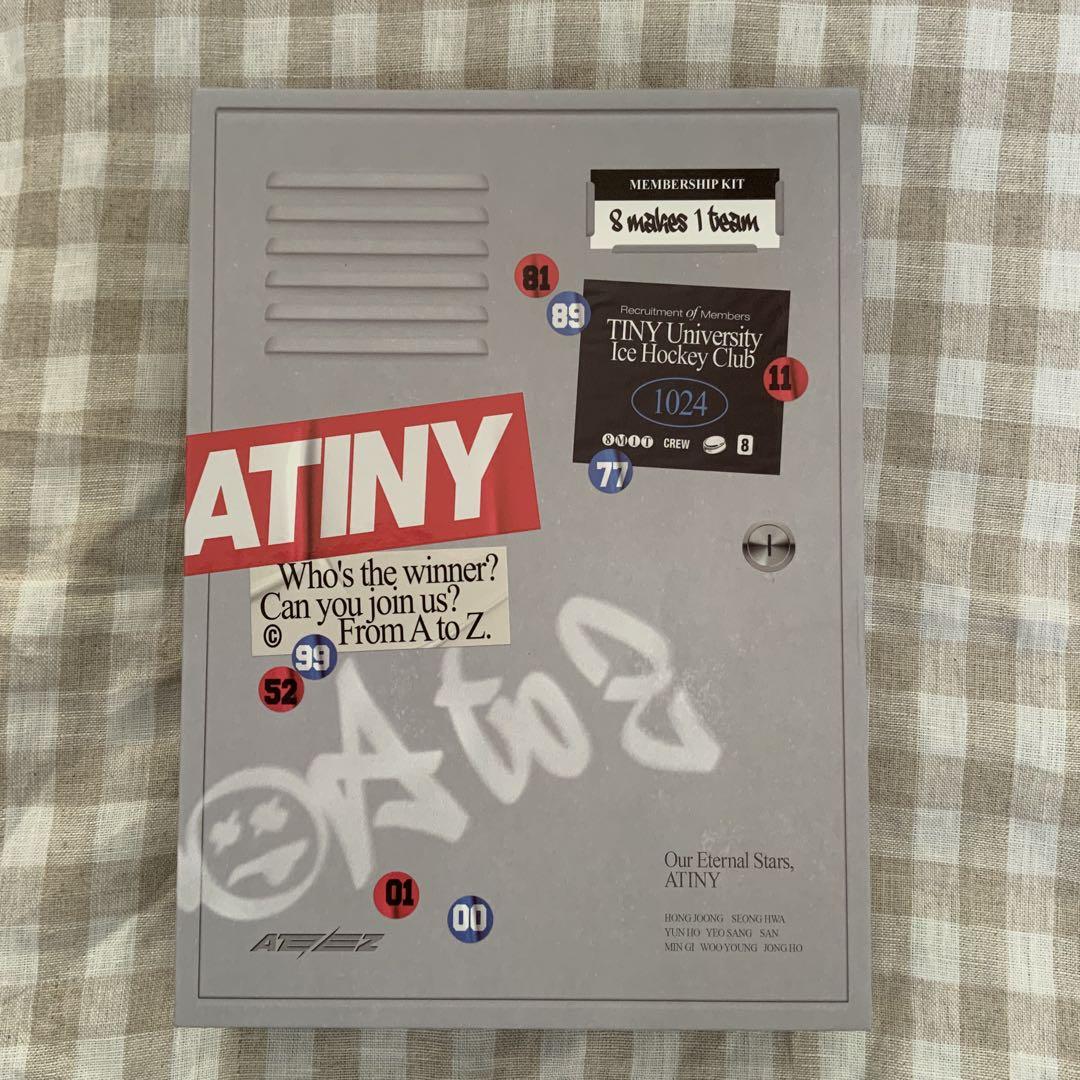 MEMBERSHIP KIT
8 makes 1 team
81
89
Recruitment of Members
TINY University
Ice Hockey Club
11
1024
8MIT CREW 8
77
ATINY
Who's the winner?
Can you join us?
© From A to Z.
99
52
A to Z
01
00
Our Eternal Stars,
ATINY
HONG JOONG SEONG HWA
YUN HO YEO SANG SAN
MIN GI WOO YOUNG JONG HO
ATEEZ